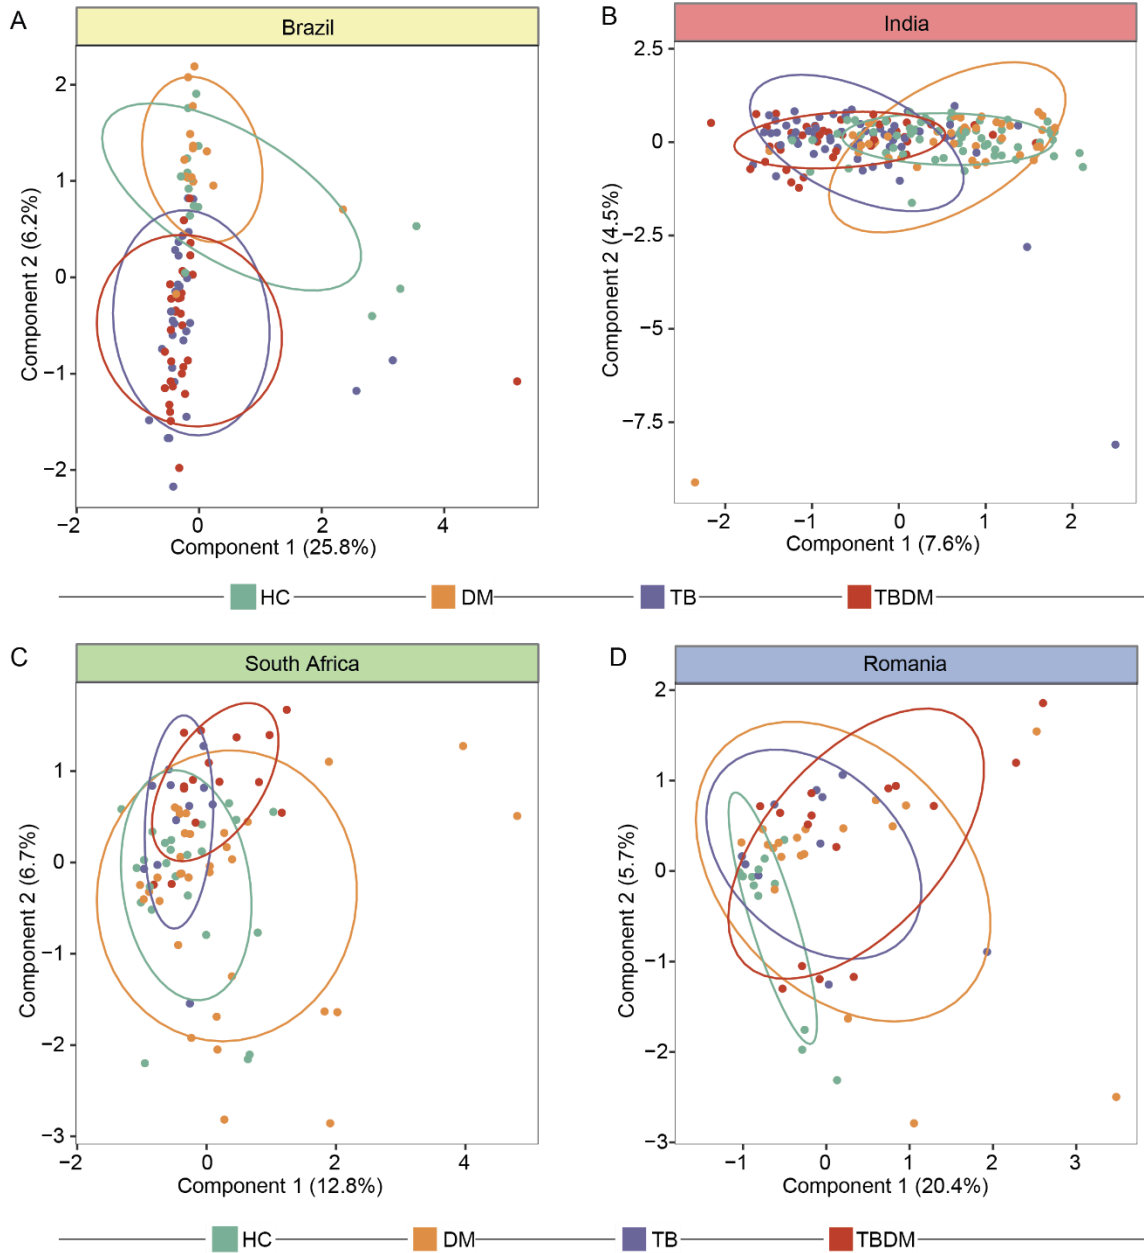 A
Brazil
2
1
0
−1
−2
Component 2 (6.2%)
−2 0 2 4
Component 1 (25.8%)
B
India
2.5
0
−2.5
−5
−7.5
Component 2 (4.5%)
−2 −1 0 1 2
Component 1 (7.6%)
HC DM TB TBDM
C
South Africa
1
0
−1
−2
−3
Component 2 (6.7%)
−2 0 2 4
Component 1 (12.8%)
D
Romania
2
1
0
−1
−2
−3
Component 2 (5.7%)
−1 0 1 2 3
Component 1 (20.4%)
HC DM TB TBDM